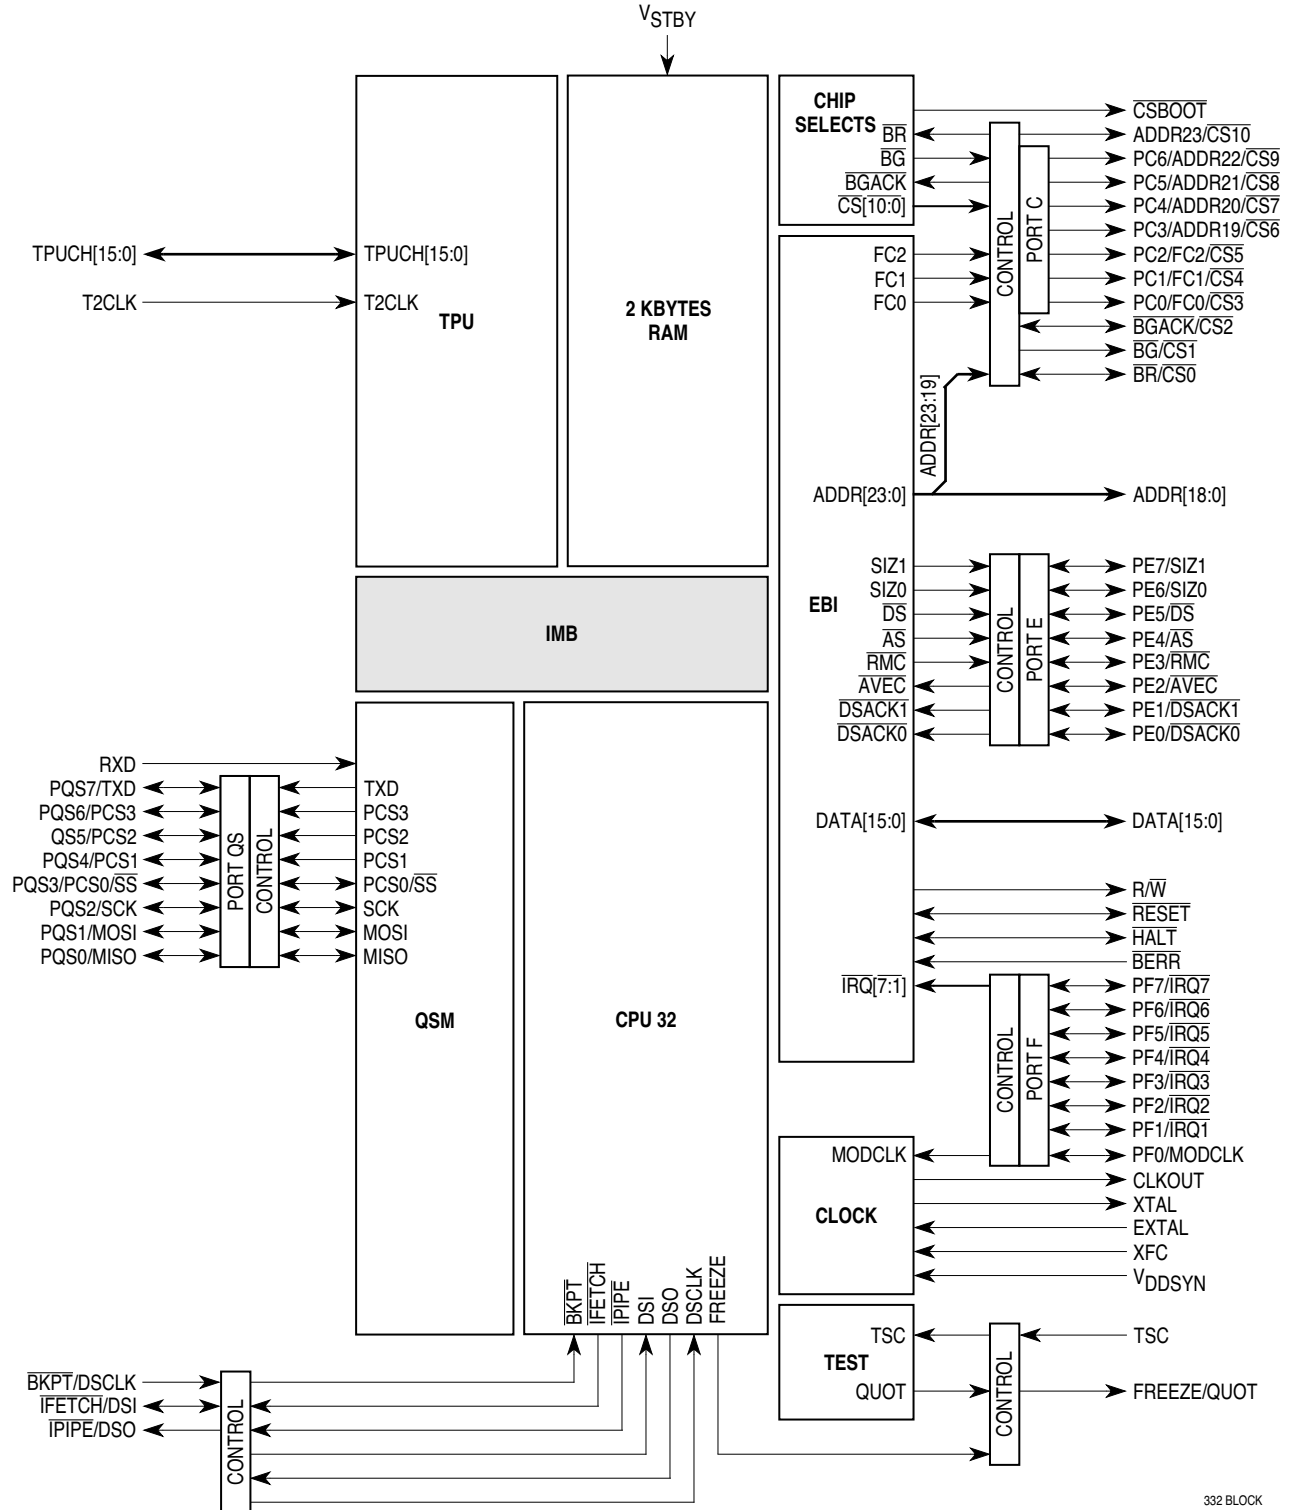 VSTBY
CHIP
SELECTS
BR
BG
BGACK
CS[10:0]
CONTROL
PORT C
CSBOOT
ADDR23/CS10
PC6/ADDR22/CS9
PC5/ADDR21/CS8
PC4/ADDR20/CS7
PC3/ADDR19/CS6
PC2/FC2/CS5
PC1/FC1/CS4
PC0/FC0/CS3
BGACK/CS2
BG/CS1
BR/CS0
TPUCH[15:0]
T2CLK
TPUCH[15:0]
T2CLK
TPU
2 KBYTES
RAM
FC2
FC1
FC0
ADDR[23:19]
ADDR[23:0]
ADDR[18:0]
EBI
SIZ1
SIZ0
DS
AS
RMC
AVEC
DSACK1
DSACK0
CONTROL
PORT E
PE7/SIZ1
PE6/SIZ0
PE5/DS
PE4/AS
PE3/RMC
PE2/AVEC
PE1/DSACK1
PE0/DSACK0
IMB
DATA[15:0]
DATA[15:0]
R/W
RESET
HALT
BERR
IRQ[7:1]
CONTROL
PORT F
PF7/IRQ7
PF6/IRQ6
PF5/IRQ5
PF4/IRQ4
PF3/IRQ3
PF2/IRQ2
PF1/IRQ1
PF0/MODCLK
RXD
PQS7/TXD
PQS6/PCS3
QS5/PCS2
PQS4/PCS1
PQS3/PCS0/SS
PQS2/SCK
PQS1/MOSI
PQS0/MISO
PORT QS
CONTROL
TXD
PCS3
PCS2
PCS1
PCS0/SS
SCK
MOSI
MISO
QSM
CPU 32
MODCLK
CLOCK
CLKOUT
XTAL
EXTAL
XFC
VDDSYN
BKPT
IFETCH
IPIPE
DSI
DSO
DSCLK
FREEZE
TSC
TEST
QUOT
CONTROL
TSC
FREEZE/QUOT
BKPT/DSCLK
IFETCH/DSI
IPIPE/DSO
CONTROL
332 BLOCK